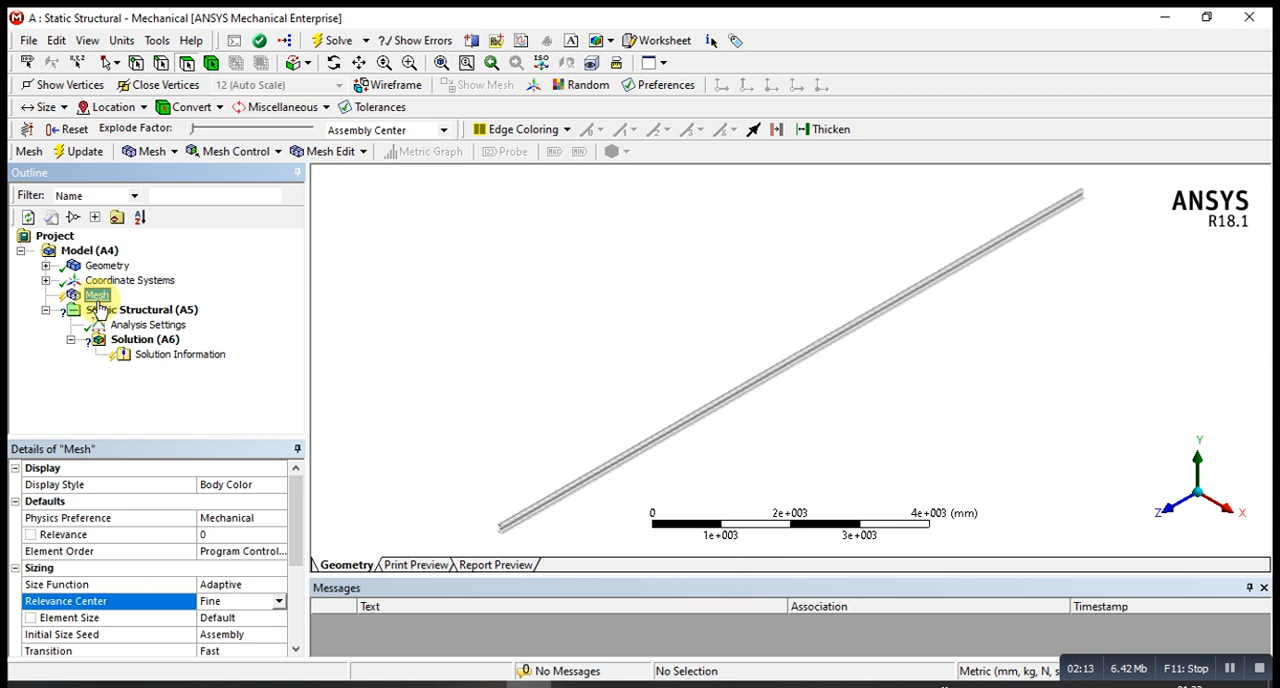 A : Static Structural - Mechanical [ANSYS Mechanical Enterprise]
File Edit View Units Tools Help Solve ?/ Show Errors Worksheet
Show Vertices Close Vertices 12 (Auto Scale) Wireframe Show Mesh Random Preferences
Size Location Convert Miscellaneous Tolerances
Reset Explode Factor: Assembly Center Edge Coloring Thicken
Mesh Update Mesh Mesh Control Mesh Edit Metric Graph Probe
Outline
Filter: Name
Project
Model (A4)
Geometry
Coordinate Systems
Mesh
Structural (A5)
Analysis Settings
Solution (A6)
Solution Information
Details of "Mesh"
Display
Display Style Body Color
Defaults
Physics Preference Mechanical
Relevance 0
Element Order Program Control...
Sizing
Size Function Adaptive
Relevance Center Fine
Element Size Default
Initial Size Seed Assembly
Transition Fast
ANSYS
R18.1
Y
Z X
0 2e+003 4e+003 (mm)
1e+003 3e+003
Geometry Print Preview Report Preview
Messages
Text Association Timestamp
No Messages No Selection Metric (mm, kg, N, s
02:13 6.42 Mb F11: Stop